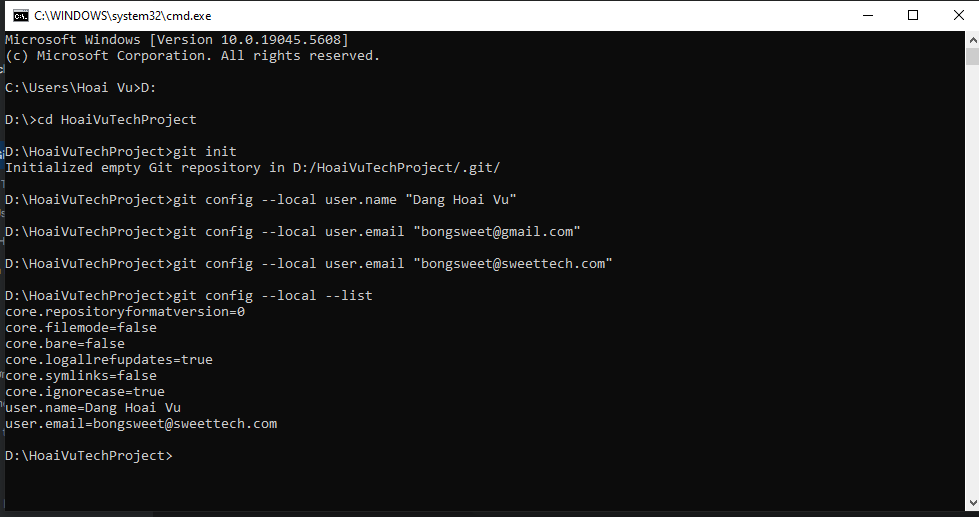 C:\WINDOWS\system32\cmd.exe
Microsoft Windows [Version 10.0.19045.5608]
(c) Microsoft Corporation. All rights reserved.
C:\Users\Hoai Vu>D:
D:\>cd HoaiVuTechProject
D:\HoaiVuTechProject>git init
Initialized empty Git repository in D:/HoaiVuTechProject/.git/
D:\HoaiVuTechProject>git config --local user.name "Dang Hoai Vu"
D:\HoaiVuTechProject>git config --local user.email "bongsweet@gmail.com"
D:\HoaiVuTechProject>git config --local user.email "bongsweet@sweettech.com"
D:\HoaiVuTechProject>git config --local --list
core.repositoryformatversion=0
core.filemode=false
core.bare=false
core.logallrefupdates=true
core.symlinks=false
core.ignorecase=true
user.name=Dang Hoai Vu
user.email=bongsweet@sweettech.com
D:\HoaiVuTechProject>